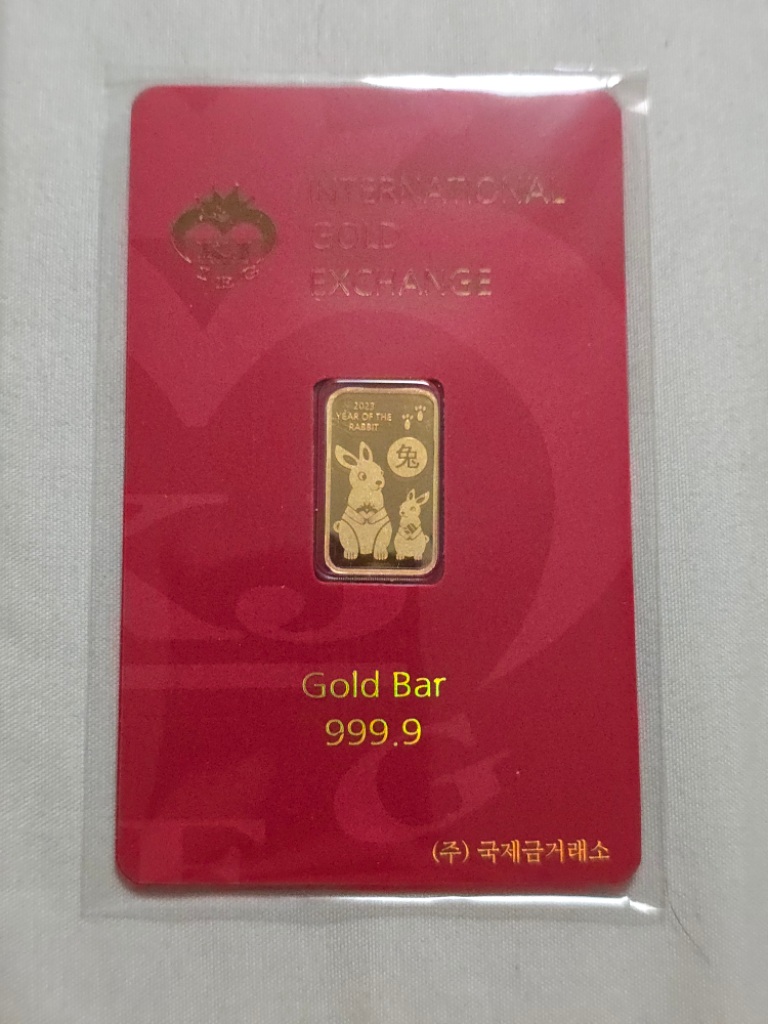 INTERNATIONAL
GOLD
EXCHANGE
2023
YEAR OF THE
RABBIT
兔
Gold Bar
999.9
(주) 국제금거래소